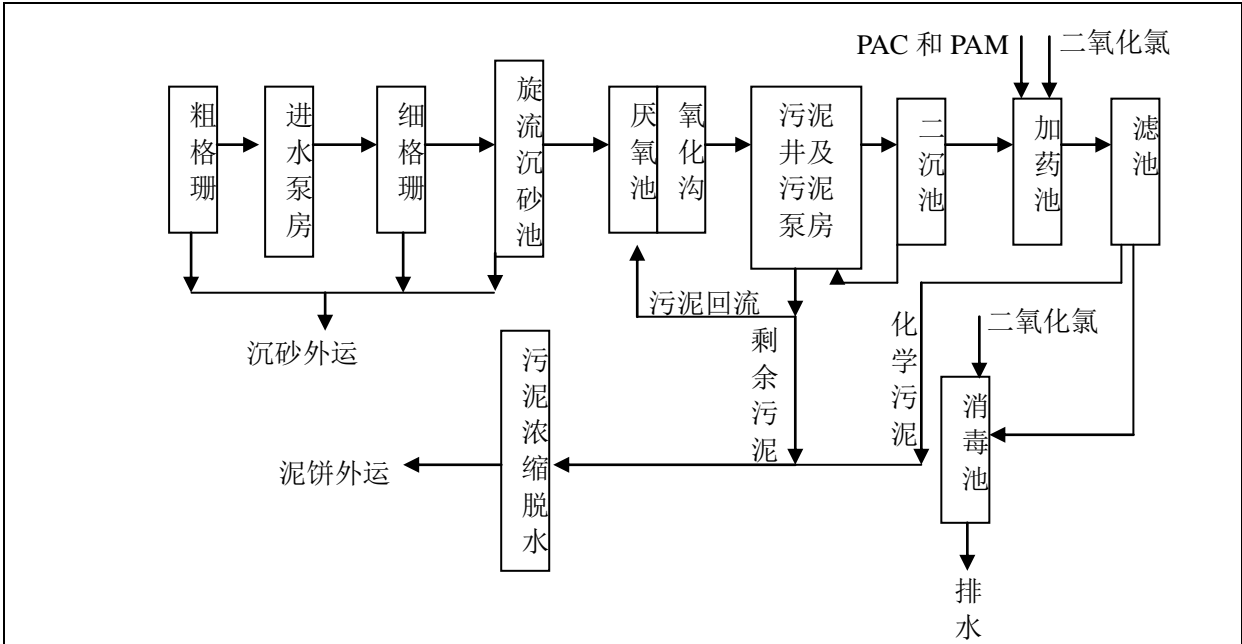 PAC 和 PAM
二氧化氯
粗格珊
进水泵房
细格珊
旋流沉砂池
厌氧池
氧化沟
污泥
井及
污泥
泵房
二沉池
加药池
滤池
污泥回流
沉砂外运
剩余污泥
化学污泥
二氧化氯
污泥浓缩脱水
泥饼外运
消毒池
排水